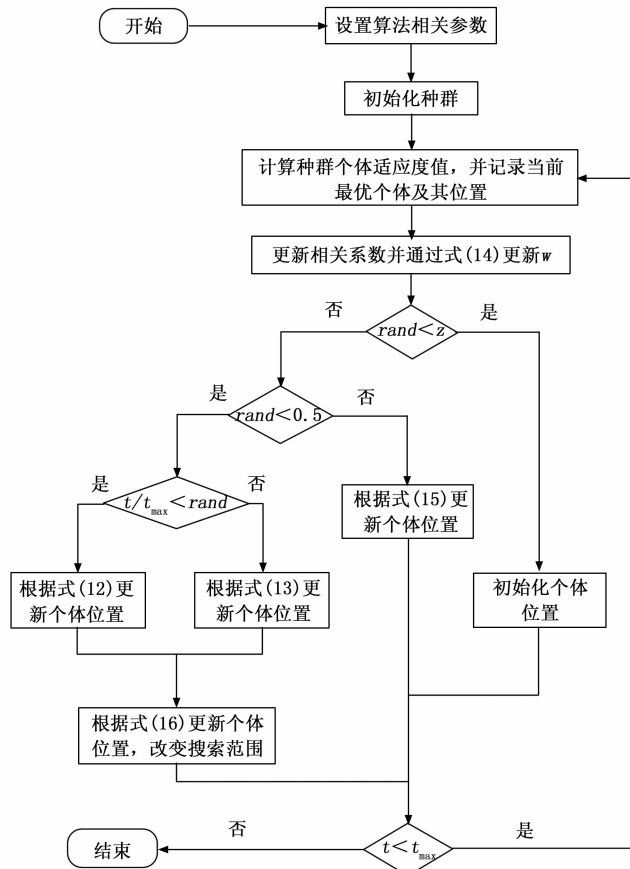 开始
设置算法相关参数
初始化种群
计算种群个体适应度值，并记录当前
最优个体及其位置
更新相关系数并通过式(14)更新w
否
rand＜z
是
是
rand＜0.5
否
是
t/tmax＜rand
否
根据式(15)更
新个体位置
根据式(12)更
新个体位置
根据式(13)更
新个体位置
初始化个体
位置
根据式(16)更新个体
位置，改变搜索范围
结束
否
t＜tmax
是